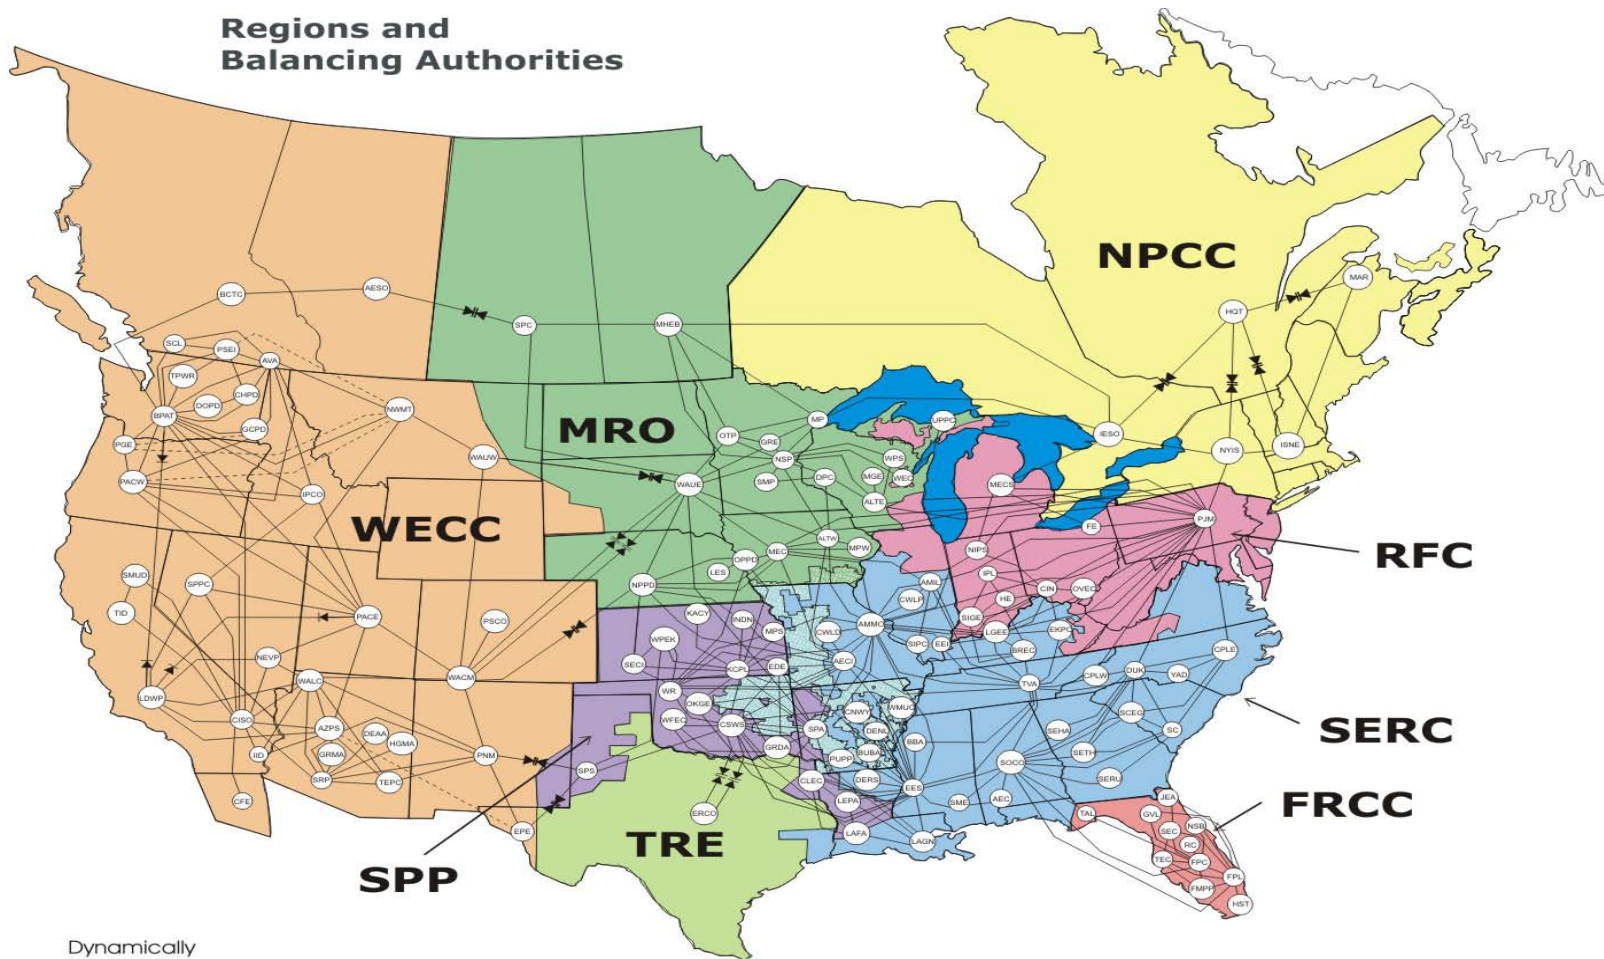 Regions and
Balancing Authorities
NPCC
MAR
BCTC
AESO
HQT
SPC
MHEB
SCL
PSEI
AVA
TPWR
CHPD
DOPD
BPAT
GCPD
NWMT
PGE
PACW
WAUW
IPCO
MRO
OTP
GRE
MP
UPPC
NSP
WPS
SMP
DPC
MGE
WEC
ALTE
WAUE
IESO
NYIS
ISNE
MECS
WECC
FE
PJM
RFC
ALTW
MPW
MEC
OPPD
LES
NPPD
NIPS
IPL
CIN
OVEC
HE
AMIL
CWLP
SIGE
SMUD
SPPC
TID
PACE
PSCO
KACY
INDN
MPS
WPEK
CWLD
AMMO
SIPC
EEI
LGEE
EKPC
BREC
NEVP
WALC
WACM
LDWP
SECI
KCPL
EDE
AECI
WR
OKGE
WFEC
CSWS
CPLE
TVA
CPLW
DUK
YAD
CISO
AZPS
DEAA
HGMA
GRMA
IID
SRP
TEPC
PNM
CFE
EPE
SPS
GRDA
SPA
CNWY
WMUC
DENL
BUBA
PUPP
BBA
DERS
CLEC
EES
LEPA
LAFA
LAGN
SCEG
SC
SEHA
SETH
SOCO
SERU
SME
AEC
SERC
ERCO
TRE
SPP
FRCC
JEA
TAL
GVL
SEC
NSB
RC
TEC
FPC
FPL
FMPP
HST
Dynamically